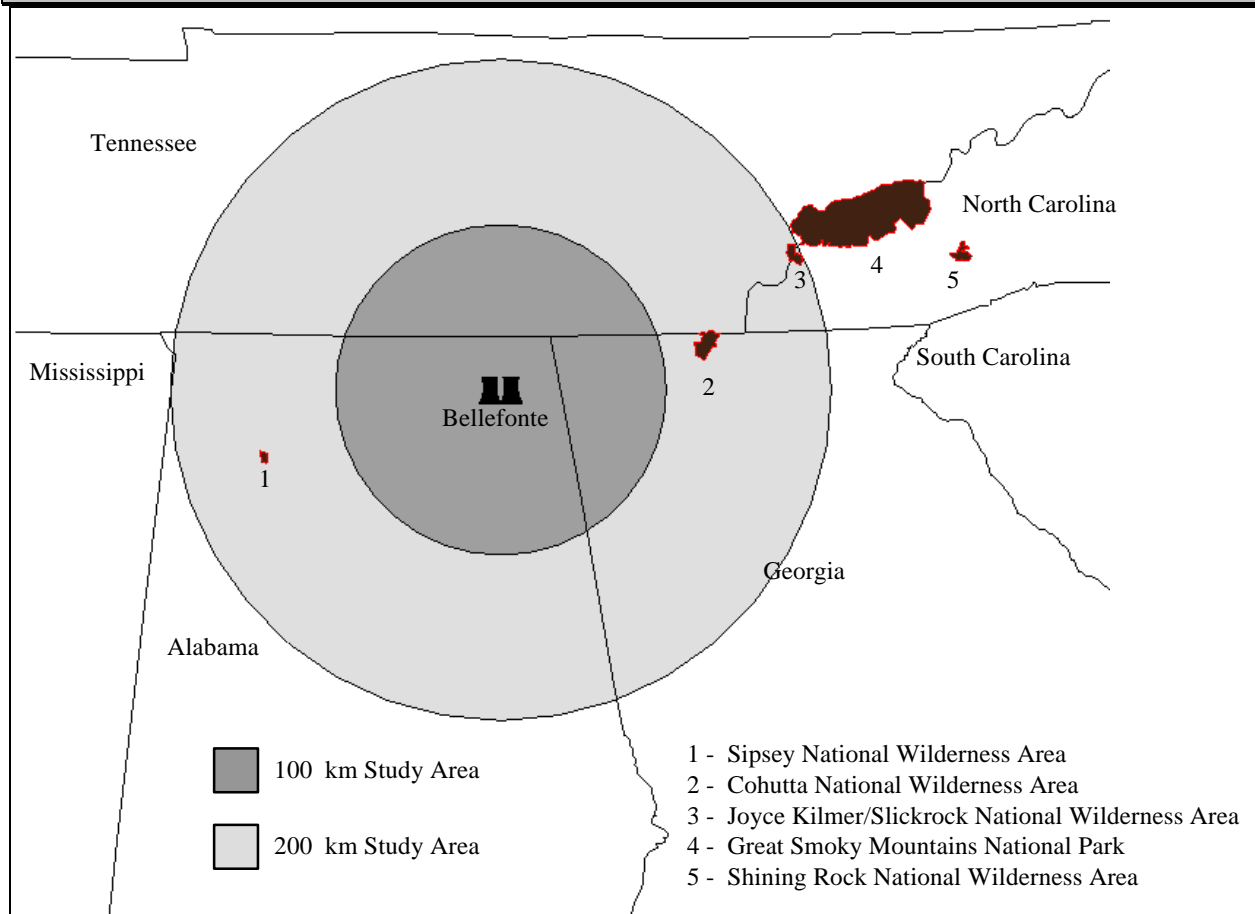 Tennessee
North Carolina
4
3
5
Mississippi
South Carolina
2
Bellefonte
1
Georgia
Alabama
100 km Study Area
200 km Study Area
1 - Sipsey National Wilderness Area
2 - Cohutta National Wilderness Area
3 - Joyce Kilmer/Slickrock National Wilderness Area
4 - Great Smoky Mountains National Park
5 - Shining Rock National Wilderness Area